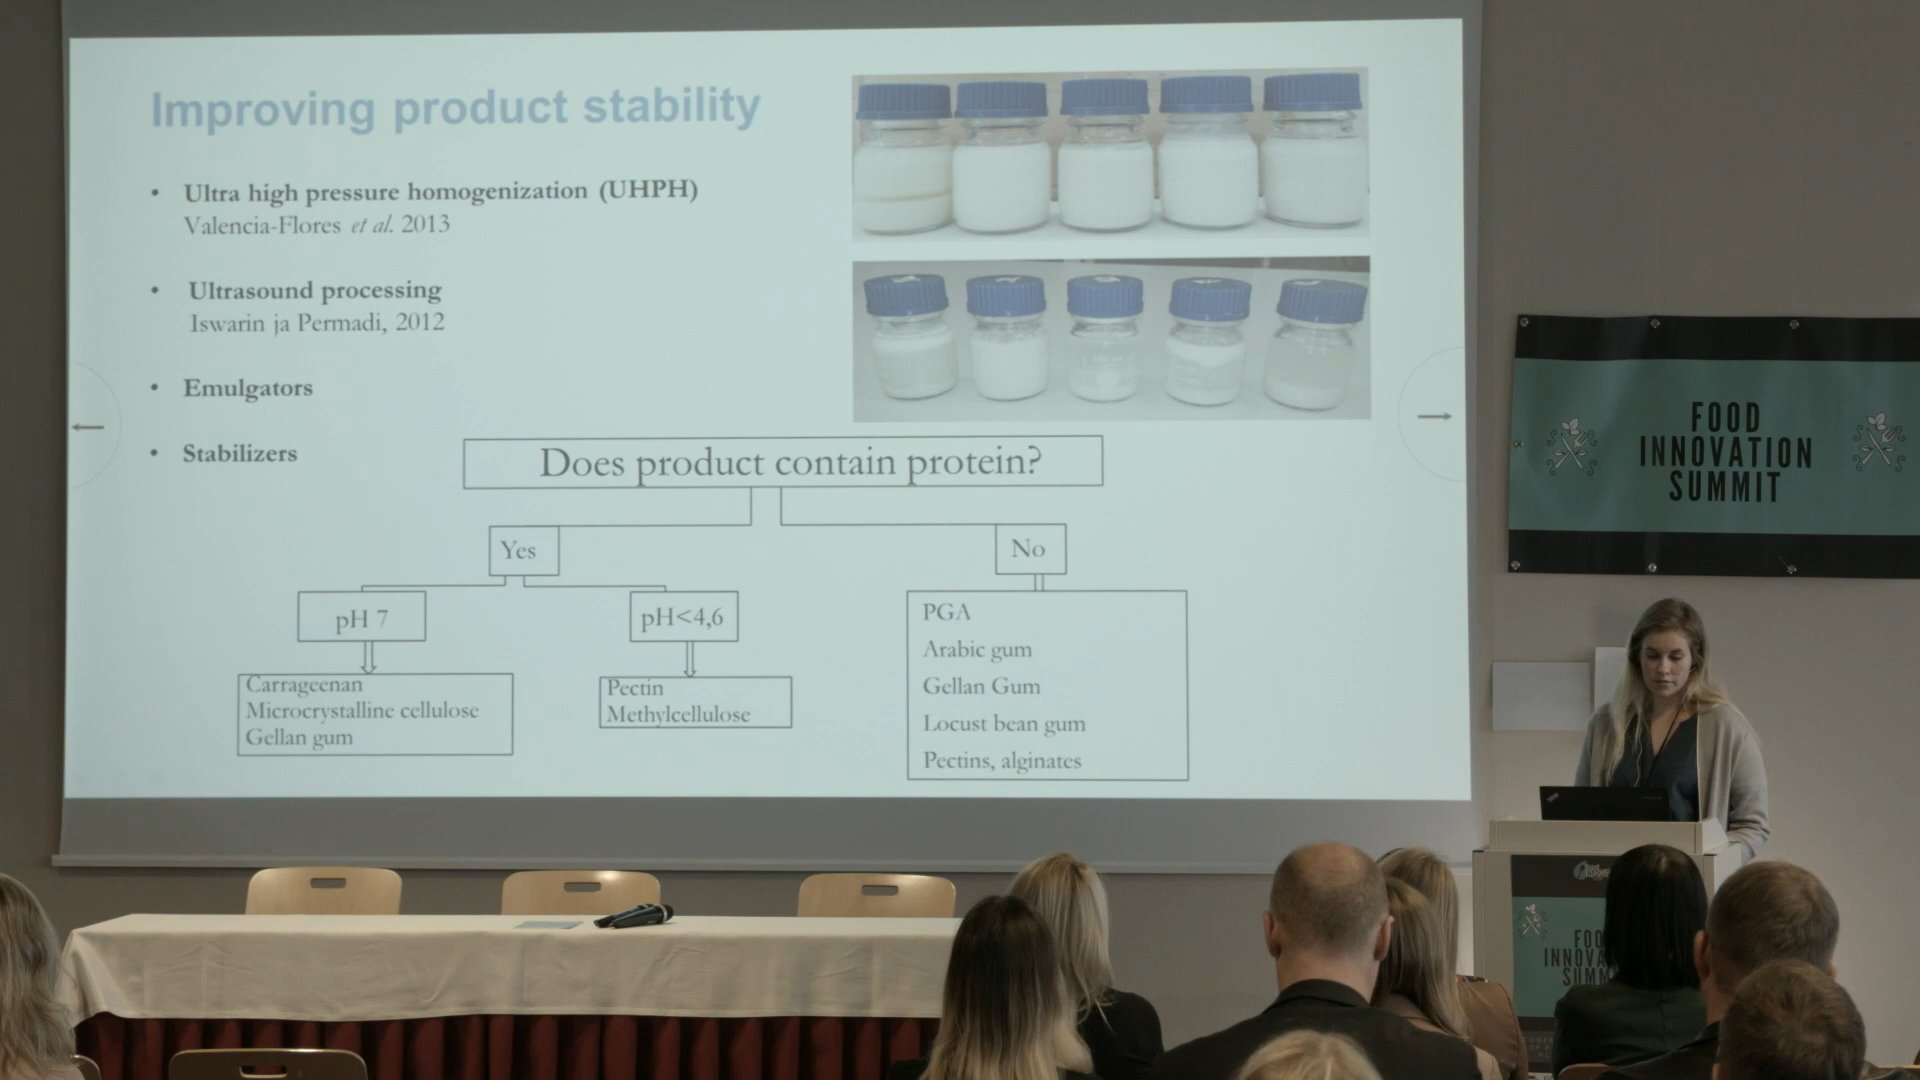 Improving product stability
• Ultra high pressure homogenization (UHPH)
Valencia-Flores et al. 2013
• Ultrasound processing
Iswarin ja Permadi, 2012
• Emulgators
• Stabilizers
Does product contain protein?
Yes
No
pH 7
pH<4,6
Carrageenan
Microcrystalline cellulose
Gellan gum
Pectin
Methylcellulose
PGA
Arabic gum
Gellan Gum
Locust bean gum
Pectins, alginates
FOOD
INNOVATION
SUMMIT